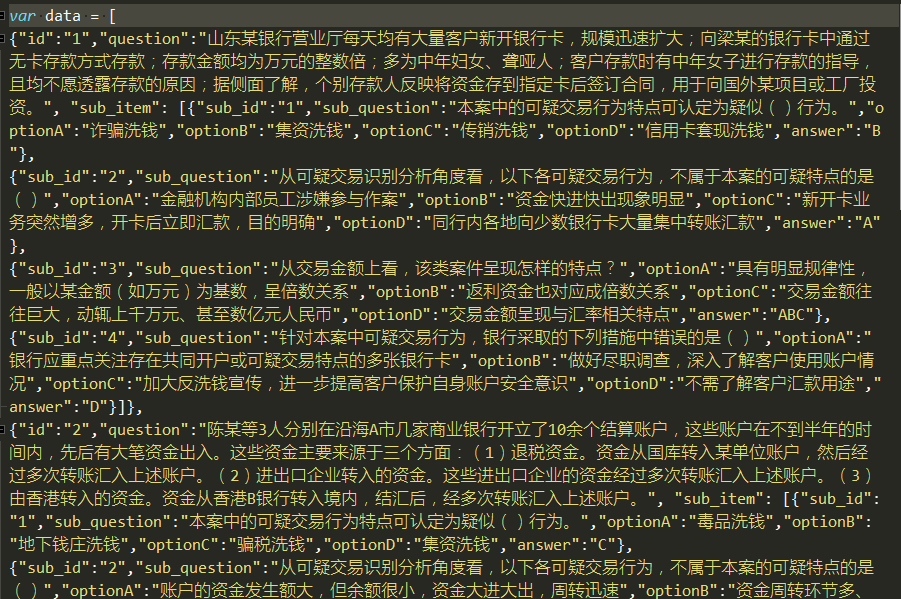 var data = [
{"id":"1","question":"山东某银行营业厅每天均有大量客户新开银行卡，规模迅速扩大；向梁某的银行卡中通过
无卡存款方式存款；存款金额均为万元的整数倍；多为中年妇女、聋哑人；客户存款时有中年女子进行存款的指导，
且均不愿透露存款的原因；据侧面了解，个别存款人反映将资金存到指定卡后签订合同，用于向国外某项目或工厂投
资。", "sub_item": [{"sub_id":"1","sub_question":"本案中的可疑交易行为特点可认定为疑似（ ）行为。","o
ptionA":"诈骗洗钱","optionB":"集资洗钱","optionC":"传销洗钱","optionD":"信用卡套现洗钱","answer":"B
"},
{"sub_id":"2","sub_question":"从可疑交易识别分析角度看，以下各可疑交易行为，不属于本案的可疑特点的是
（ ）","optionA":"金融机构内部员工涉嫌参与作案","optionB":"资金快进快出现象明显","optionC":"新开卡业
务突然增多，开卡后立即汇款，目的明确","optionD":"同行内各地向少数银行卡大量集中转账汇款","answer":"A"
},
{"sub_id":"3","sub_question":"从交易金额上看，该类案件呈现怎样的特点？","optionA":"具有明显规律性，
一般以某金额（如万元）为基数，呈倍数关系","optionB":"返利资金也对应成倍数关系","optionC":"交易金额往
往巨大，动辄上千万元、甚至数亿元人民币","optionD":"交易金额呈现与汇率相关特点","answer":"ABC"},
{"sub_id":"4","sub_question":"针对本案中可疑交易行为，银行采取的下列措施中错误的是（ ）","optionA":"
银行应重点关注存在共同开户或可疑交易特点的多张银行卡","optionB":"做好尽职调查，深入了解客户使用账户情
况","optionC":"加大反洗钱宣传，进一步提高客户保护自身账户安全意识","optionD":"不需了解客户汇款用途","
answer":"D"}]},
{"id":"2","question":"陈某等3人分别在沿海A市几家商业银行开立了10余个结算账户，这些账户在不到半年的时
间内，先后有大笔资金出入。这些资金主要来源于三个方面：（1）退税资金。资金从国库转入某单位账户，然后经
过多次转账汇入上述账户。（2）进出口企业转入的资金。这些进出口企业的资金经过多次转账汇入上述账户。（3）
由香港转入的资金。资金从香港B银行转入境内，结汇后，经多次转账汇入上述账户。", "sub_item": [{"sub_id":
"1","sub_question":"本案中的可疑交易行为特点可认定为疑似（ ）行为。","optionA":"毒品洗钱","optionB":
"地下钱庄洗钱","optionC":"骗税洗钱","optionD":"集资洗钱","answer":"C"},
{"sub_id":"2","sub_question":"从可疑交易识别分析角度看，以下各可疑交易行为，不属于本案的可疑特点的是
（ ）","optionA":"账户的资金发生额大，但余额很小，资金大进大出，周转迅速","optionB":"资金周转环节多、